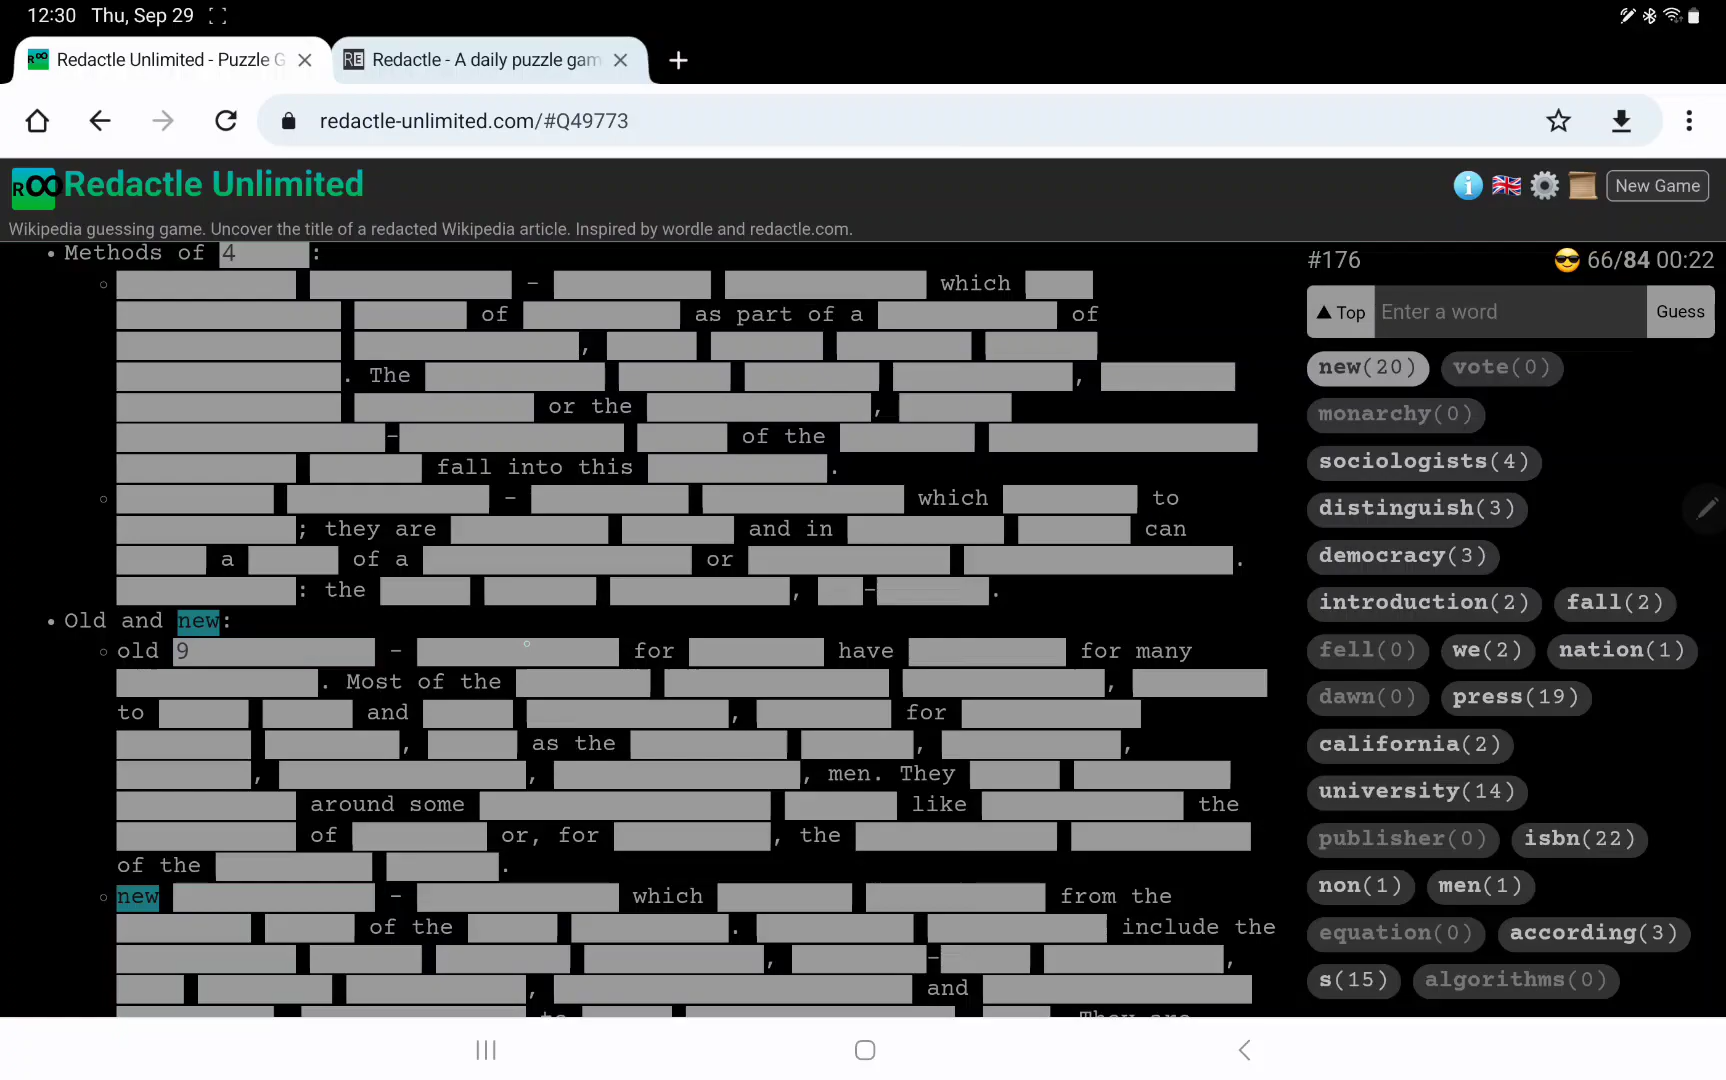 12:30 Thu, Sep 29
Redactle Unlimited - Puzzle G
Redactle - A daily puzzle gam
redactle-unlimited.com/#Q49773
Redactle Unlimited
New Game
Wikipedia guessing game. Uncover the title of a redacted Wikipedia article. Inspired by wordle and redactle.com.
• Methods of 4 :
- which
of as part of a of
,
. The ,
or the ,
- of the
fall into this .
- which to
; they are and in can
a of a or .
: the , - .
• Old and new:
old 9 - for have for many
. Most of the ,
to and , for
, as the , ,
, , , men. They
around some like the
of or, for , the
of the .
new - which from the
of the . include the
, - ,
, and
#176 66/84 00:22
▲ Top Enter a word Guess
new(20) vote(0)
monarchy(0)
sociologists(4)
distinguish(3)
democracy(3)
introduction(2) fall(2)
fell(0) we(2) nation(1)
dawn(0) press(19)
california(2)
university(14)
publisher(0) isbn(22)
non(1) men(1)
equation(0) according(3)
s(15) algorithms(0)